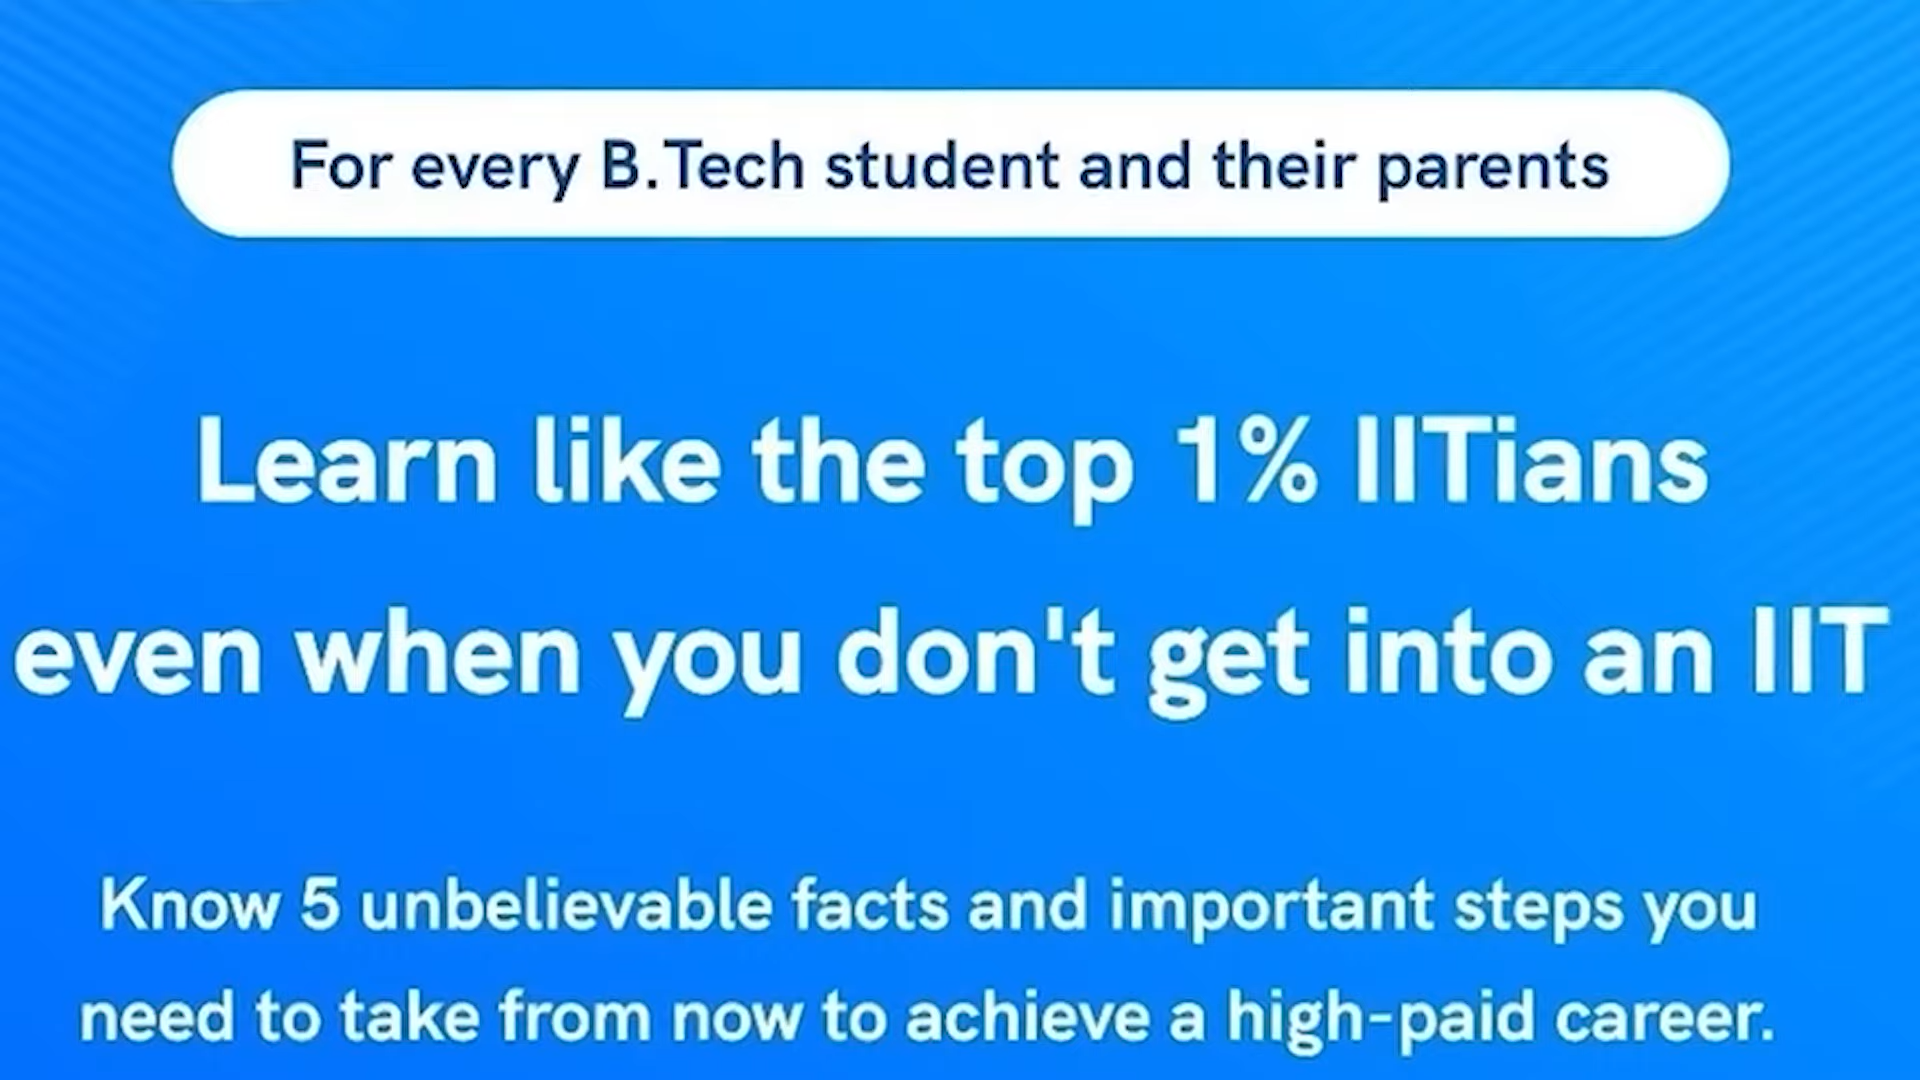 For every B.Tech student and their parents
Learn like the top 1% IITians
even when you don't get into an IIT
Know 5 unbelievable facts and important steps you
need to take from now to achieve a high-paid career.